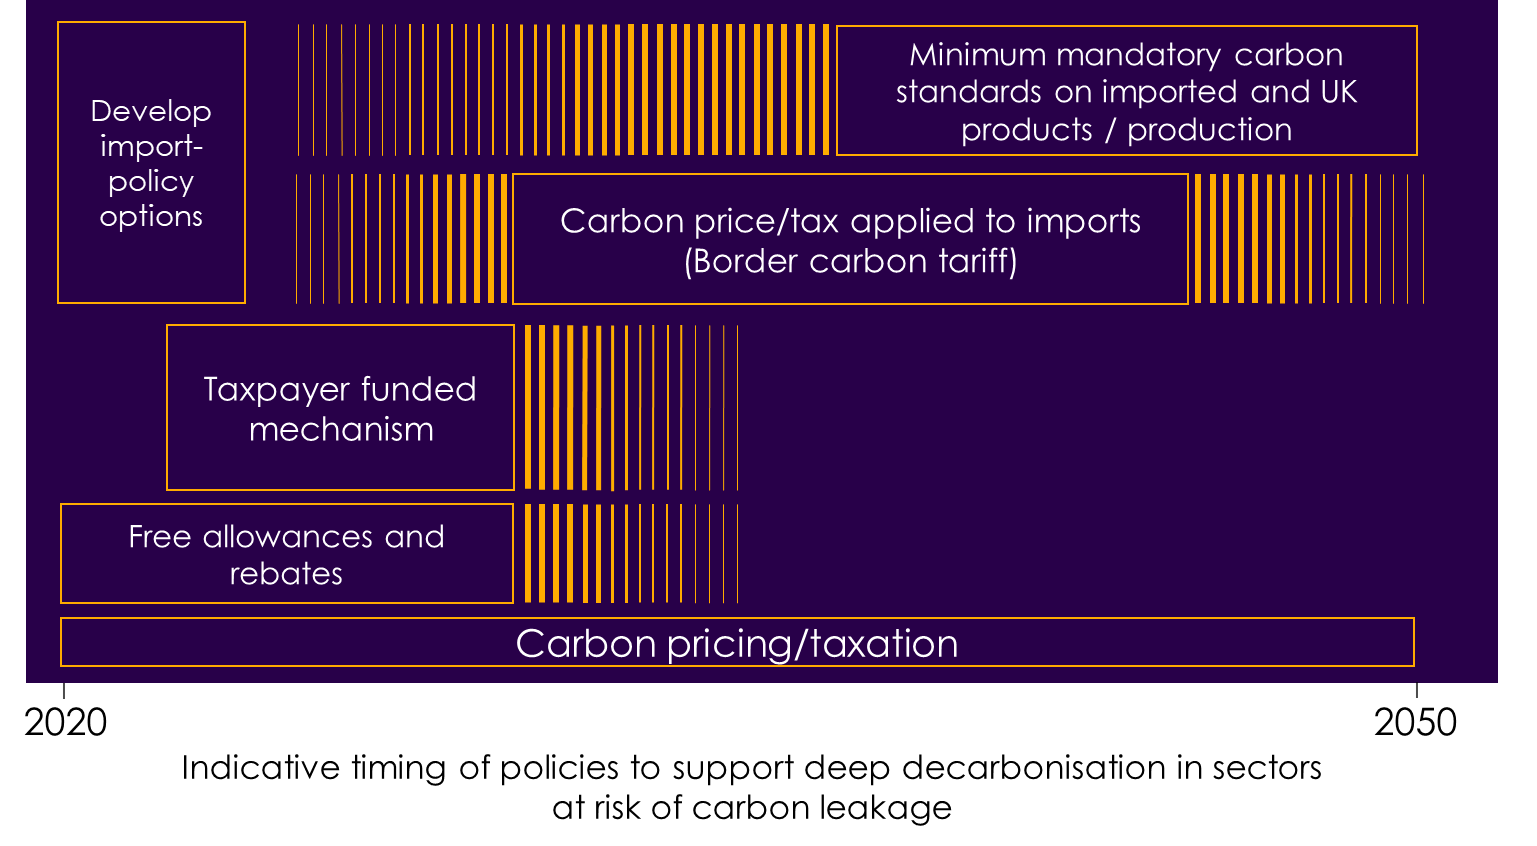 Develop
import-
policy
options
Minimum mandatory carbon
standards on imported and UK
products / production
Carbon price/tax applied to imports
(Border carbon tariff)
Taxpayer funded
mechanism
Free allowances and
rebates
Carbon pricing/taxation
2020
2050
Indicative timing of policies to support deep decarbonisation in sectors
at risk of carbon leakage